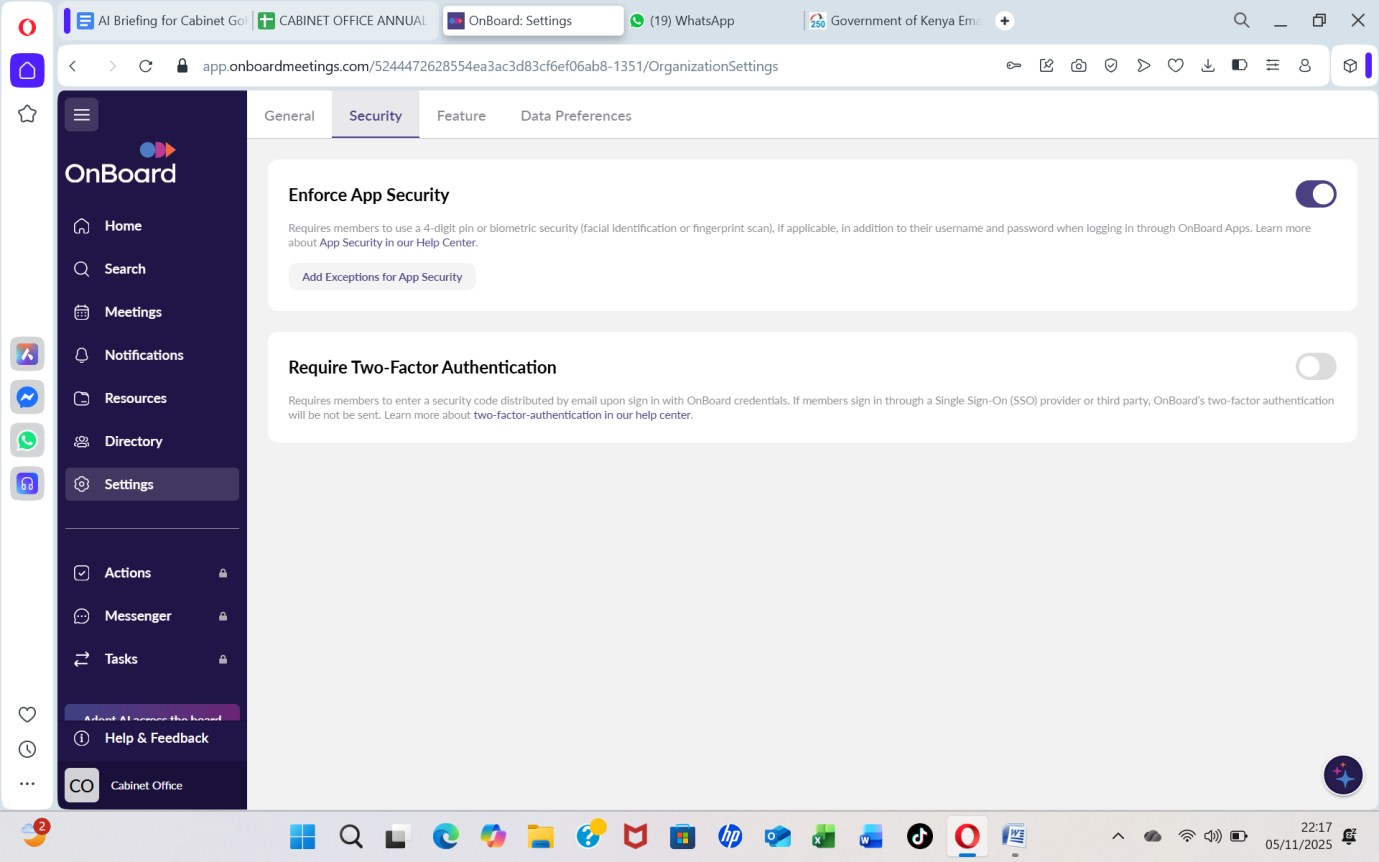 AI Briefing for Cabinet Go
CABINET OFFICE ANNUAL
OnBoard: Settings
(19) WhatsApp
250
Government of Kenya Ema
app.onboardmeetings.com/5244472628554ea3ac3d83cf6ef06ab8-1351/OrganizationSettings
General
Security
Feature
Data Preferences
OnBoard
Home
Search
Meetings
Notifications
Resources
Directory
Settings
Actions
Messenger
Tasks
Adopt AI across the board
Help & Feedback
CO
Cabinet Office
Enforce App Security
Requires members to use a 4-digit pin or biometric security (facial identification or fingerprint scan), if applicable, in addition to their username and password when logging in through OnBoard Apps. Learn more
about App Security in our Help Center.
Add Exceptions for App Security
Require Two-Factor Authentication
Requires members to enter a security code distributed by email upon sign in with OnBoard credentials. If members sign in through a Single Sign-On (SSO) provider or third party, OnBoard's two-factor authentication
will be not be sent. Learn more about two-factor-authentication in our help center.
2
22:17
05/11/2025